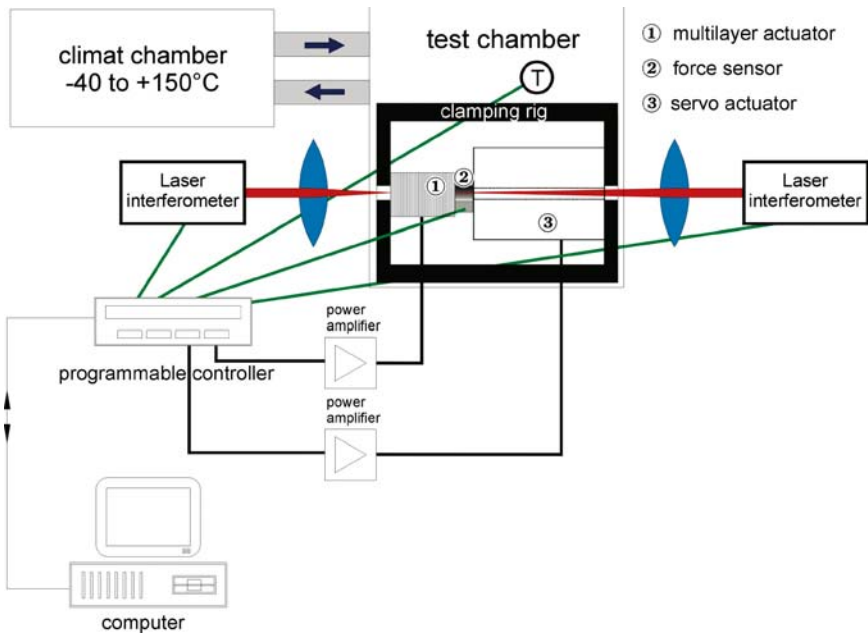 climat chamber
-40 to +150°C
test chamber
T
clamping rig
① multilayer actuator
② force sensor
③ servo actuator
Laser
interferometer
①
②
③
Laser
interferometer
programmable controller
power
amplifier
power
amplifier
computer